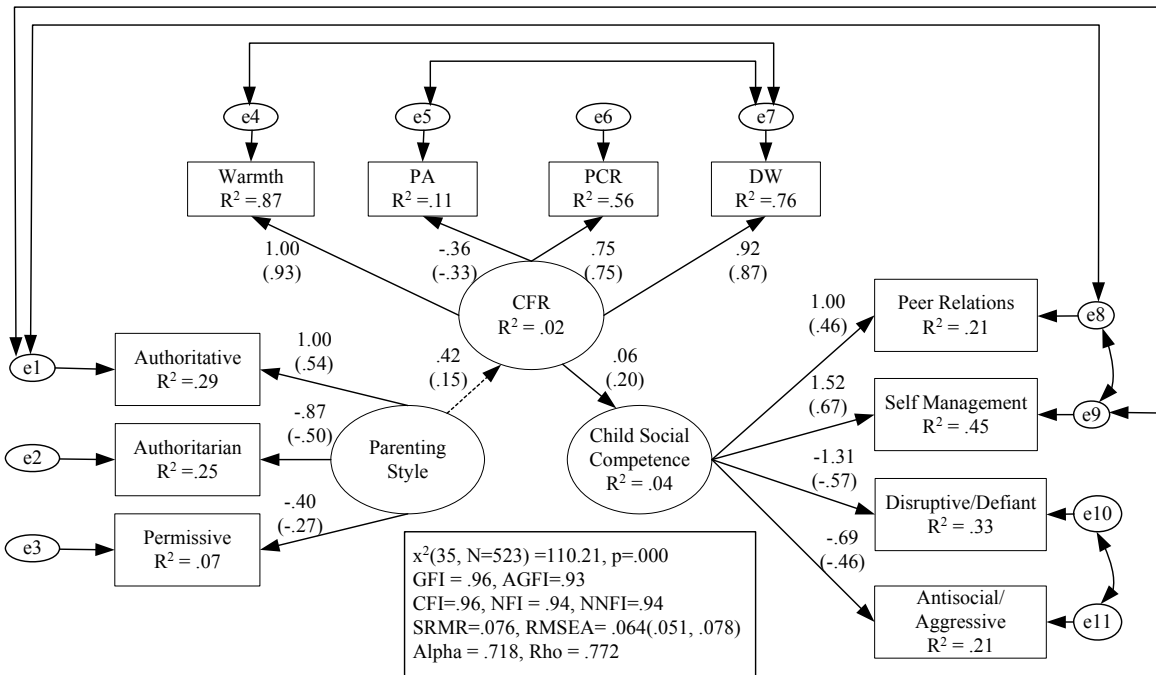 e4
e5
e6
e7
Warmth
R² =.87
PA
R² =.11
PCR
R² =.56
DW
R² =.76
1.00
(.93)
-.36
(-.33)
.75
(.75)
.92
(.87)
CFR
R² = .02
e1
Authoritative
R² =.29
1.00
(.54)
.42
(.15)
.06
(.20)
e2
Authoritarian
R² =.25
-.87
(-.50)
Parenting
Style
e3
Permissive
R² = .07
-.40
(-.27)
Child Social
Competence
R² = .04
1.00
(.46)
Peer Relations
R² = .21
e8
1.52
(.67)
Self Management
R² = .45
e9
-1.31
(-.57)
Disruptive/Defiant
R² = .33
e10
-.69
(-.46)
Antisocial/
Aggressive
R² = .21
e11
x²(35, N=523) =110.21, p=.000
GFI = .96, AGFI=.93
CFI=.96, NFI = .94, NNFI=.94
SRMR=.076, RMSEA= .064(.051, .078)
Alpha = .718, Rho = .772